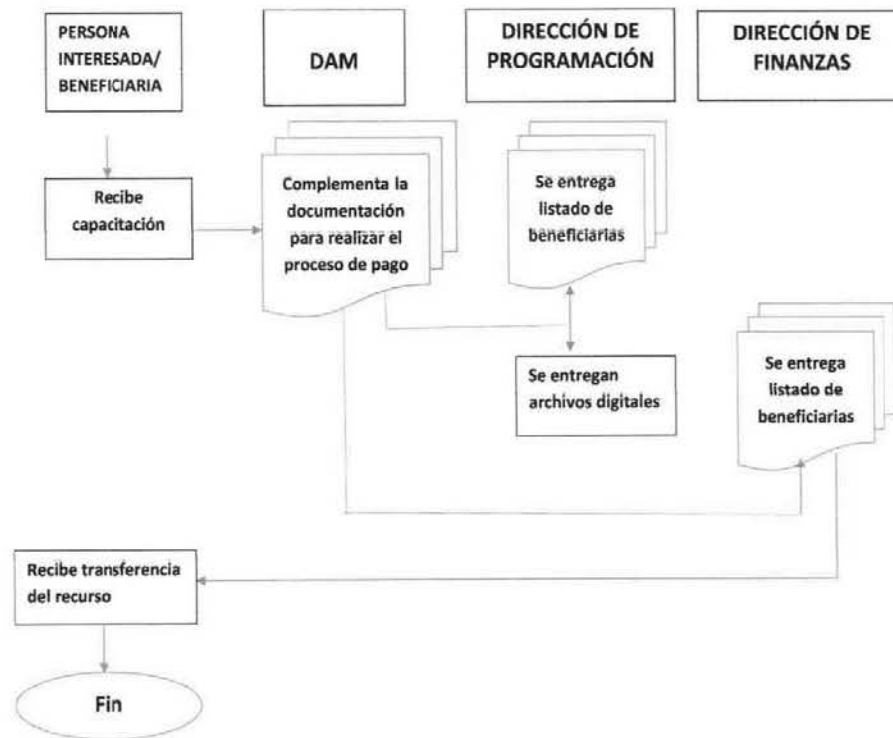 PERSONA
INTERESADA/
BENEFICIARIA
DAM
DIRECCIÓN DE
PROGRAMACIÓN
DIRECCIÓN DE
FINANZAS
Recibe
capacitación
Complementa la
documentación
para realizar el
proceso de pago
Se entrega
listado de
beneficiarias
Se entregan
archivos digitales
Se entrega
listado de
beneficiarias
Recibe transferencia
del recurso
Fin